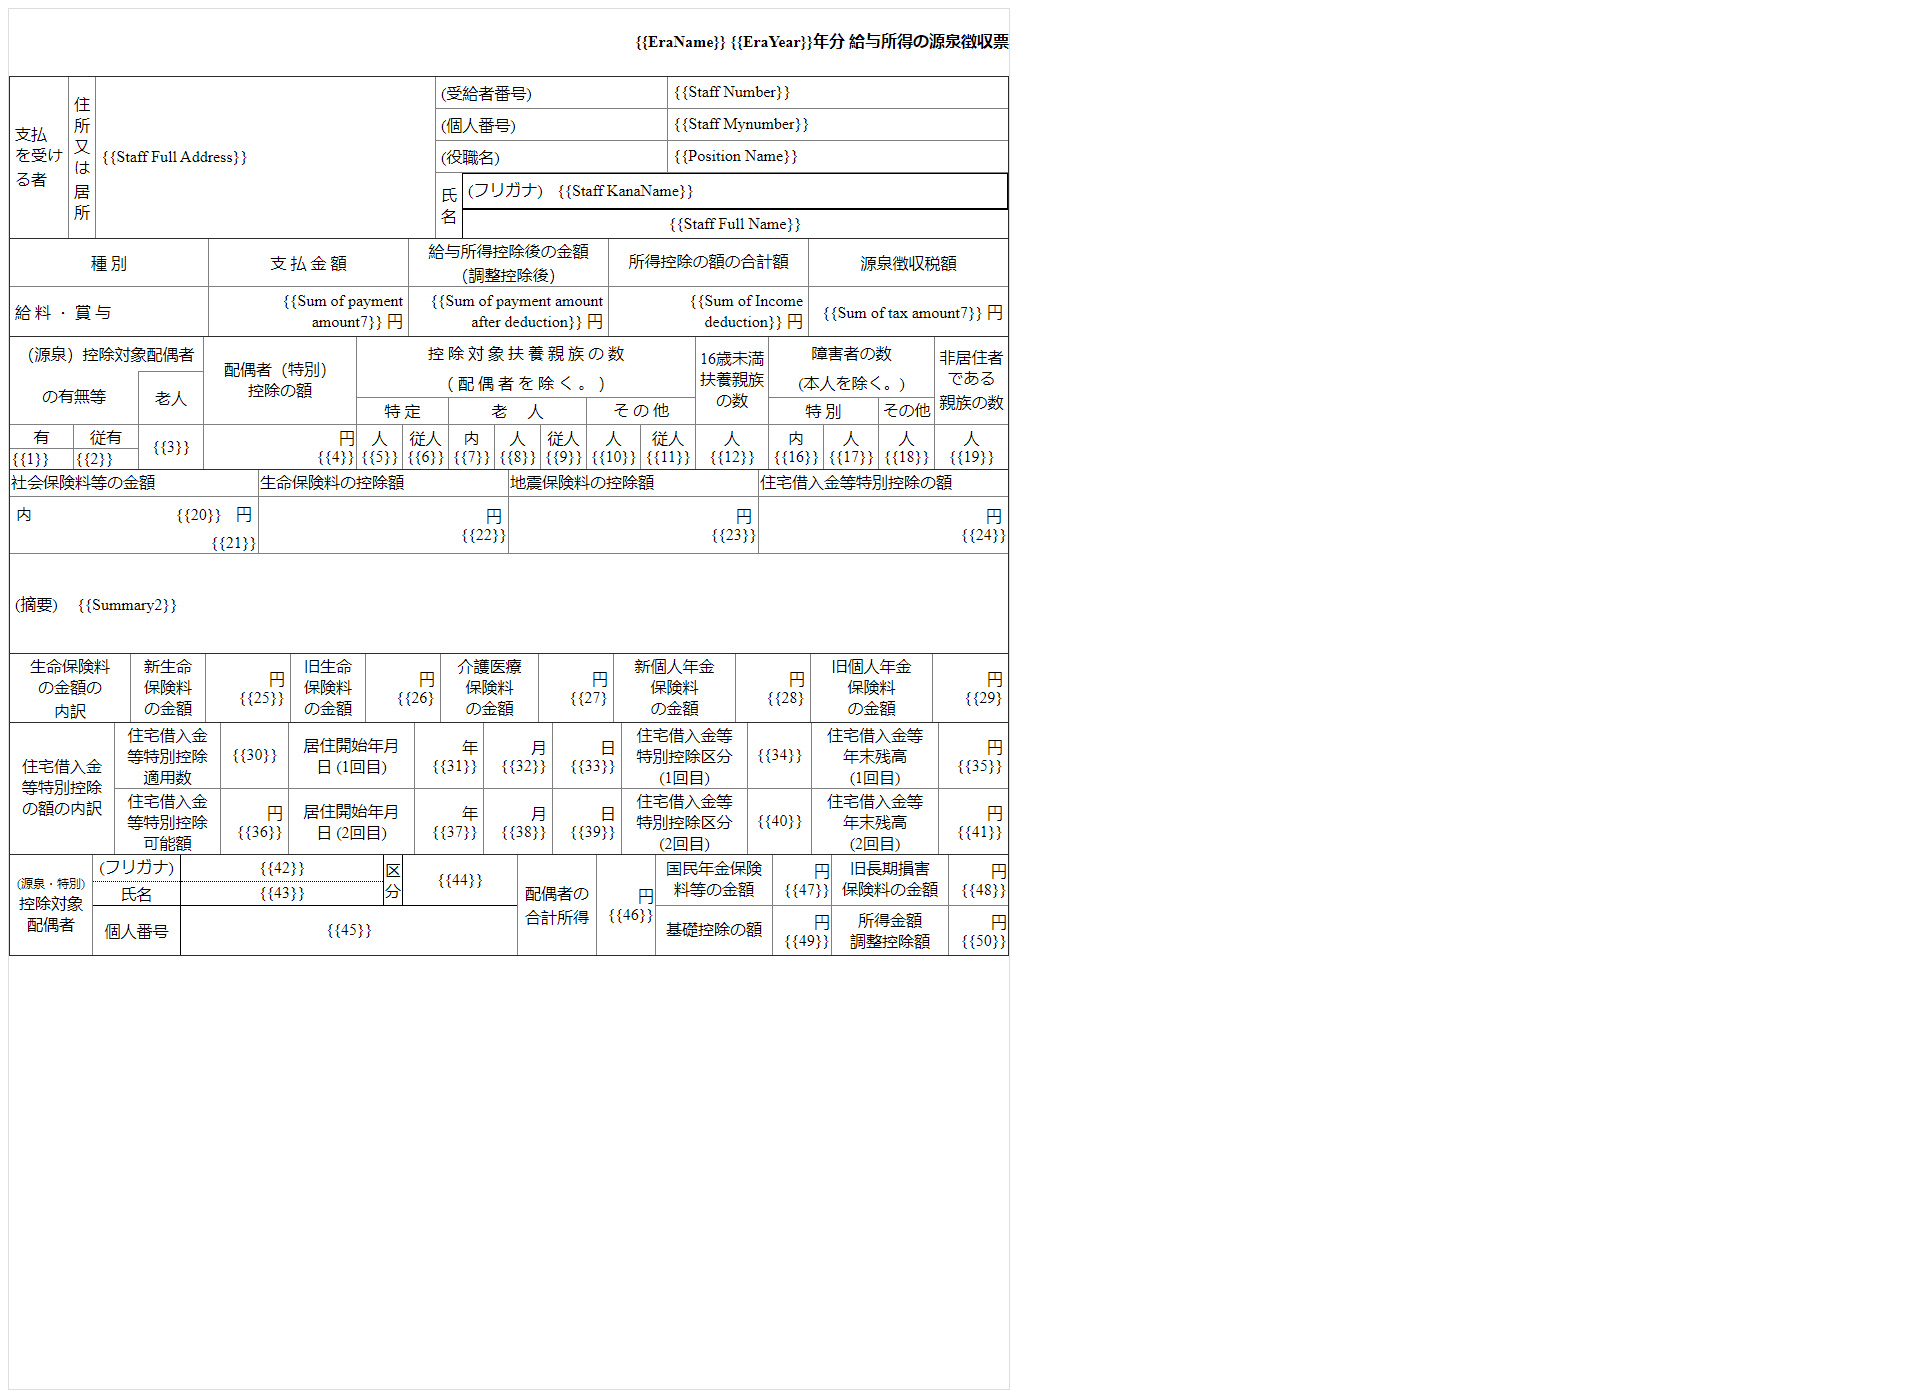 {{EraName}} {{EraYear}}年分 給与所得の源泉徴収票
支払
を受け
る者
住
所
又
は
居
所
{{Staff Full Address}}
(受給者番号)
{{Staff Number}}
(個人番号)
{{Staff Mynumber}}
(役職名)
{{Position Name}}
氏
名
(フリガナ) {{Staff KanaName}}
{{Staff Full Name}}
種 別
支 払 金 額
給与所得控除後の金額
（調整控除後）
所得控除の額の合計額
源泉徴収税額
給 料 ・ 賞 与
{{Sum of payment
amount7}} 円
{{Sum of payment amount
after deduction}} 円
{{Sum of Income
deduction}} 円
{{Sum of tax amount7}} 円
（源泉）控除対象配偶者
の有無等
老人
配偶者（特別）
控除の額
控 除 対 象 扶 養 親 族 の 数
（ 配 偶 者 を 除 く 。 ）
特 定
老 人
そ の 他
16歳未満
扶養親族
の数
障害者の数
(本人を除く。)
特 別
その他
非居住者
である
親族の数
有
従有
{{1}}
{{2}}
{{3}}
円
{{4}}
人
{{5}}
従人
{{6}}
内
{{7}}
人
{{8}}
従人
{{9}}
人
{{10}}
従人
{{11}}
人
{{12}}
内
{{16}}
人
{{17}}
人
{{18}}
人
{{19}}
社会保険料等の金額
生命保険料の控除額
地震保険料の控除額
住宅借入金等特別控除の額
内 {{20}} 円
{{21}}
円
{{22}}
円
{{23}}
円
{{24}}
(摘要) {{Summary2}}
生命保険料
の金額の
内訳
新生命
保険料
の金額
円
{{25}}
旧生命
保険料
の金額
円
{{26}
介護医療
保険料
の金額
円
{{27}
新個人年金
保険料
の金額
円
{{28}
旧個人年金
保険料
の金額
円
{{29}
住宅借入金
等特別控除
の額の内訳
住宅借入金
等特別控除
適用数
{{30}}
居住開始年月
日 (1回目)
年
{{31}}
月
{{32}}
日
{{33}}
住宅借入金等
特別控除区分
(1回目)
{{34}}
住宅借入金等
年末残高
(1回目)
円
{{35}}
住宅借入金
等特別控除
可能額
円
{{36}}
居住開始年月
日 (2回目)
年
{{37}}
月
{{38}}
日
{{39}}
住宅借入金等
特別控除区分
(2回目)
{{40}}
住宅借入金等
年末残高
(2回目)
円
{{41}}
(源泉・特別)
控除対象
配偶者
(フリガナ)
{{42}}
氏名
{{43}}
区
分
{{44}}
個人番号
{{45}}
配偶者の
合計所得
円
{{46}}
国民年金保険
料等の金額
円
{{47}}
旧長期損害
保険料の金額
円
{{48}}
基礎控除の額
円
{{49}}
所得金額
調整控除額
円
{{50}}